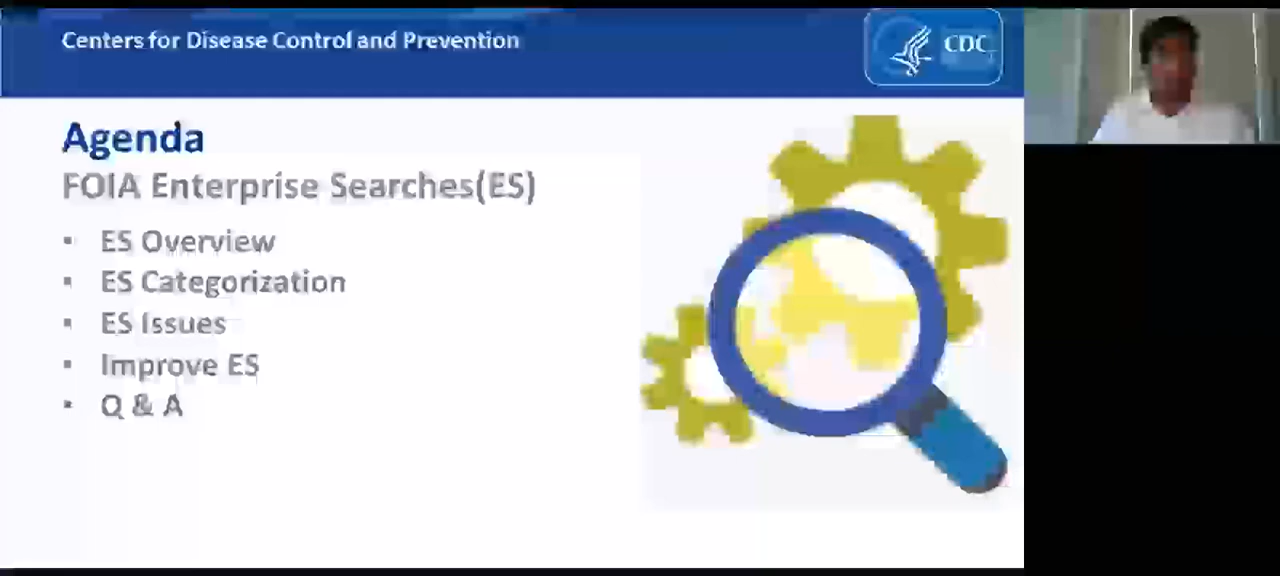 Centers for Disease Control and Prevention
CDC
Agenda
FOIA Enterprise Searches(ES)
▪ ES Overview
▪ ES Categorization
▪ ES Issues
▪ Improve ES
▪ Q & A